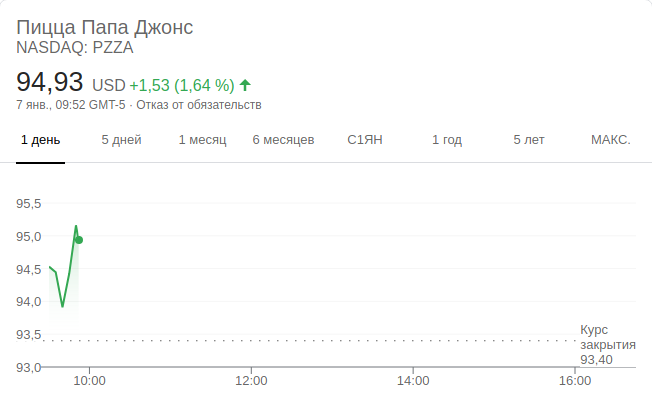 Пицца Папа Джонс
NASDAQ: PZZA
94,93 USD +1,53 (1,64 %) ↑
7 янв., 09:52 GMT-5 · Отказ от обязательств
1 день 5 дней 1 месяц 6 месяцев С1ЯН 1 год 5 лет МАКС.
95,5
95,0
94,5
94,0
93,5
93,0
Курс
закрытия
93,40
10:00 12:00 14:00 16:00